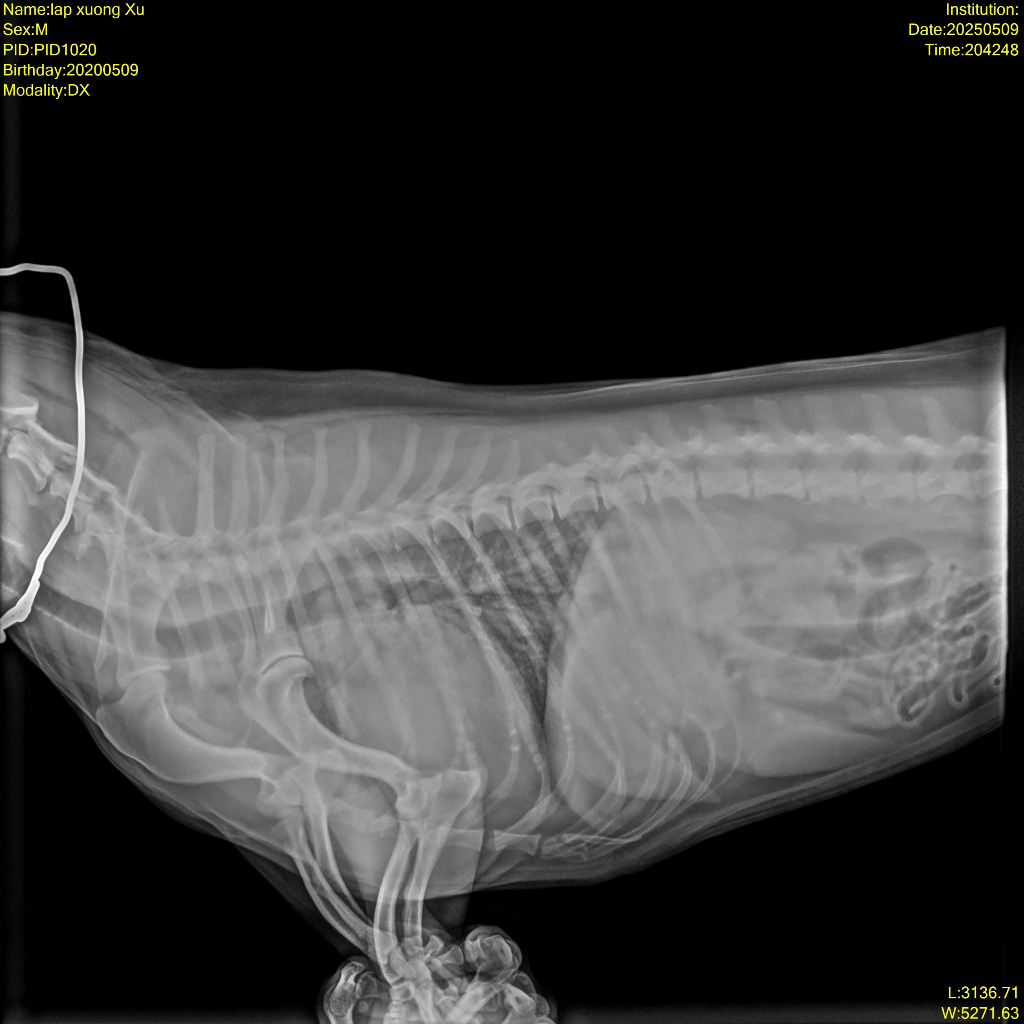 Name:lap xuong Xu
Sex:M
PID:PID1020
Birthday:20200509
Modality:DX
Institution:
Date:20250509
Time:204248
L:3136.71
W:5271.63